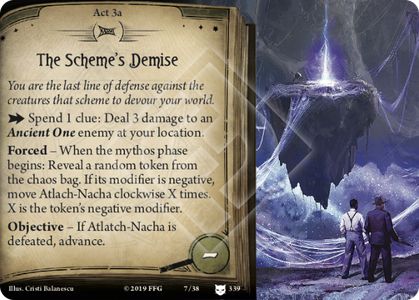 Act 3a
The Scheme's Demise
You are the last line of defense against the
creatures that scheme to devour your world.
Spend 1 clue: Deal 3 damage to an
Ancient One enemy at your location.
Forced – When the mythos phase
begins: Reveal a random token from
the chaos bag. If its modifier is negative,
move Atlach-Nacha clockwise X times.
X is the token's negative modifier.
Objective – If Atlatch-Nacha is
defeated, advance.
–
Illus. Cristi Balanescu
© 2019 FFG
7/38
339